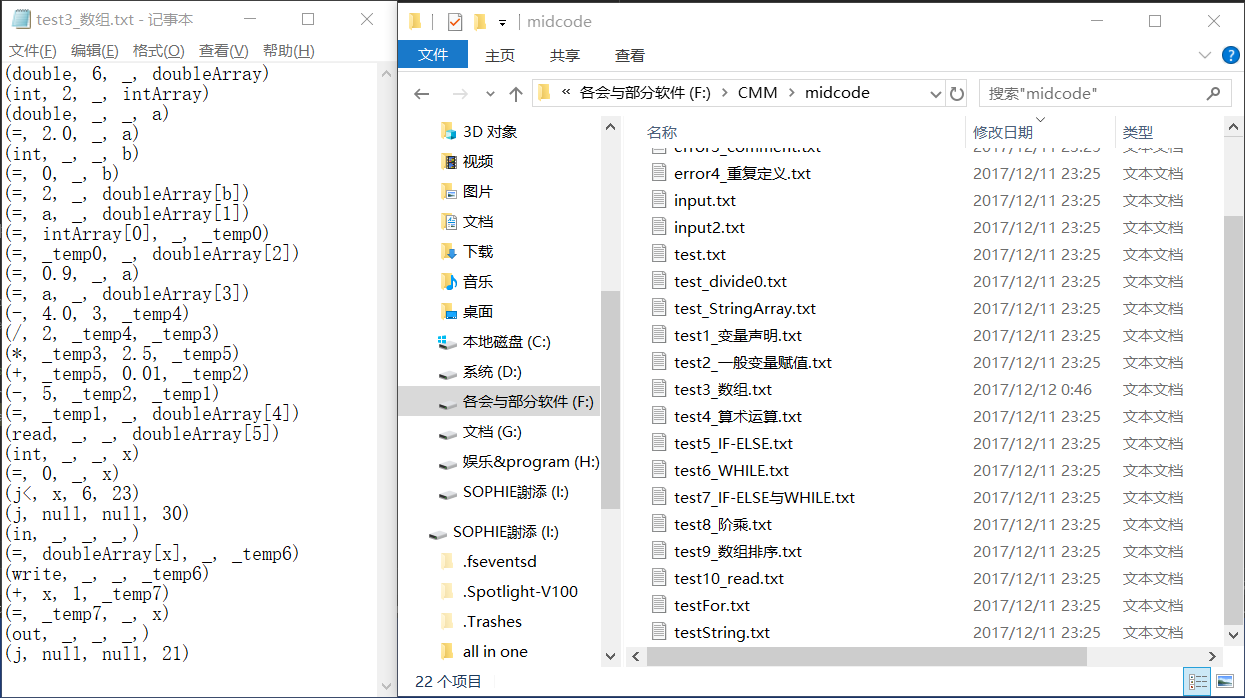 test3_数组.txt - 记事本
文件(F) 编辑(E) 格式(O) 查看(V) 帮助(H)
(double, 6, _, doubleArray)
(int, 2, _, intArray)
(double, _, _, a)
(=, 2.0, _, a)
(int, _, _, b)
(=, 0, _, b)
(=, 2, _, doubleArray[b])
(=, a, _, doubleArray[1])
(=, intArray[0], _, _temp0)
(=, _temp0, _, doubleArray[2])
(=, 0.9, _, a)
(=, a, _, doubleArray[3])
(-, 4.0, 3, _temp4)
(/, 2, _temp4, _temp3)
(*, _temp3, 2.5, _temp5)
(+, _temp5, 0.01, _temp2)
(-, 5, _temp2, _temp1)
(=, _temp1, _, doubleArray[4])
(read, _, _, doubleArray[5])
(int, _, _, x)
(=, 0, _, x)
(j<, x, 6, 23)
(j, null, null, 30)
(in, _, _, _,)
(=, doubleArray[x], _, _temp6)
(write, _, _, _temp6)
(+, x, 1, _temp7)
(=, _temp7, _, x)
(out, _, _, _,)
(j, null, null, 21)
midcode
文件 主页 共享 查看
« 各会与部分软件 (F:) > CMM > midcode
搜索"midcode"
3D 对象
视频
图片
文档
下载
音乐
桌面
本地磁盘 (C:)
系统 (D:)
各会与部分软件 (F:)
文档 (G:)
娱乐&program (H:)
SOPHIE謝添 (I:)
SOPHIE謝添 (I:)
.fseventsd
.Spotlight-V100
.Trashes
all in one
名称 修改日期 类型
error3_comment.txt 2017/12/11 23:25 文本文档
error4_重复定义.txt 2017/12/11 23:25 文本文档
input.txt 2017/12/11 23:25 文本文档
input2.txt 2017/12/11 23:25 文本文档
test.txt 2017/12/11 23:25 文本文档
test_divide0.txt 2017/12/11 23:25 文本文档
test_StringArray.txt 2017/12/11 23:25 文本文档
test1_变量声明.txt 2017/12/11 23:25 文本文档
test2_一般变量赋值.txt 2017/12/11 23:25 文本文档
test3_数组.txt 2017/12/12 0:46 文本文档
test4_算术运算.txt 2017/12/11 23:25 文本文档
test5_IF-ELSE.txt 2017/12/11 23:25 文本文档
test6_WHILE.txt 2017/12/11 23:25 文本文档
test7_IF-ELSE与WHILE.txt 2017/12/11 23:25 文本文档
test8_阶乘.txt 2017/12/11 23:25 文本文档
test9_数组排序.txt 2017/12/11 23:25 文本文档
test10_read.txt 2017/12/11 23:25 文本文档
testFor.txt 2017/12/11 23:25 文本文档
testString.txt 2017/12/11 23:25 文本文档
22 个项目